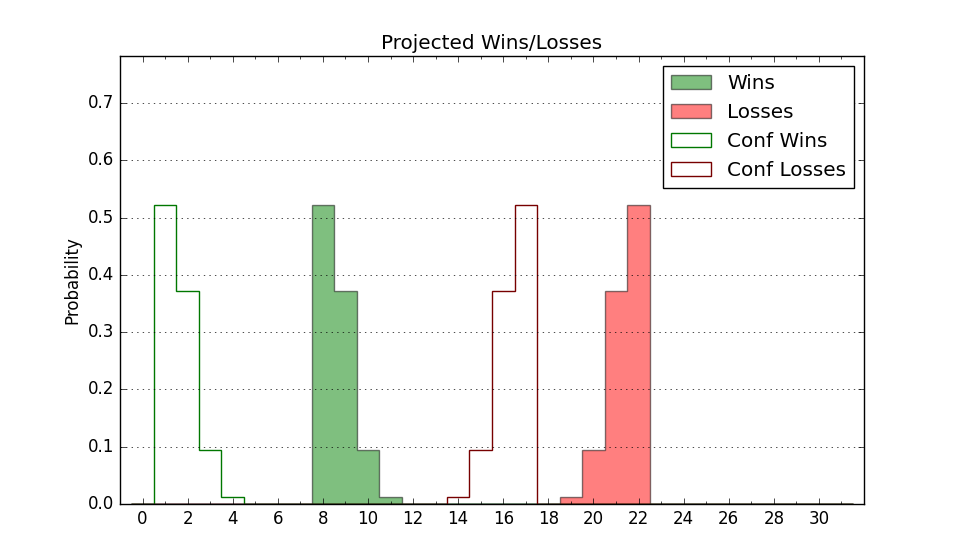 Projected Wins/Losses
Wins
Losses
Conf Wins
Conf Losses
Probability
0.7
0.6
0.5
0.4
0.3
0.2
0.1
0.0
0 2 4 6 8 10 12 14 16 18 20 22 24 26 28 30